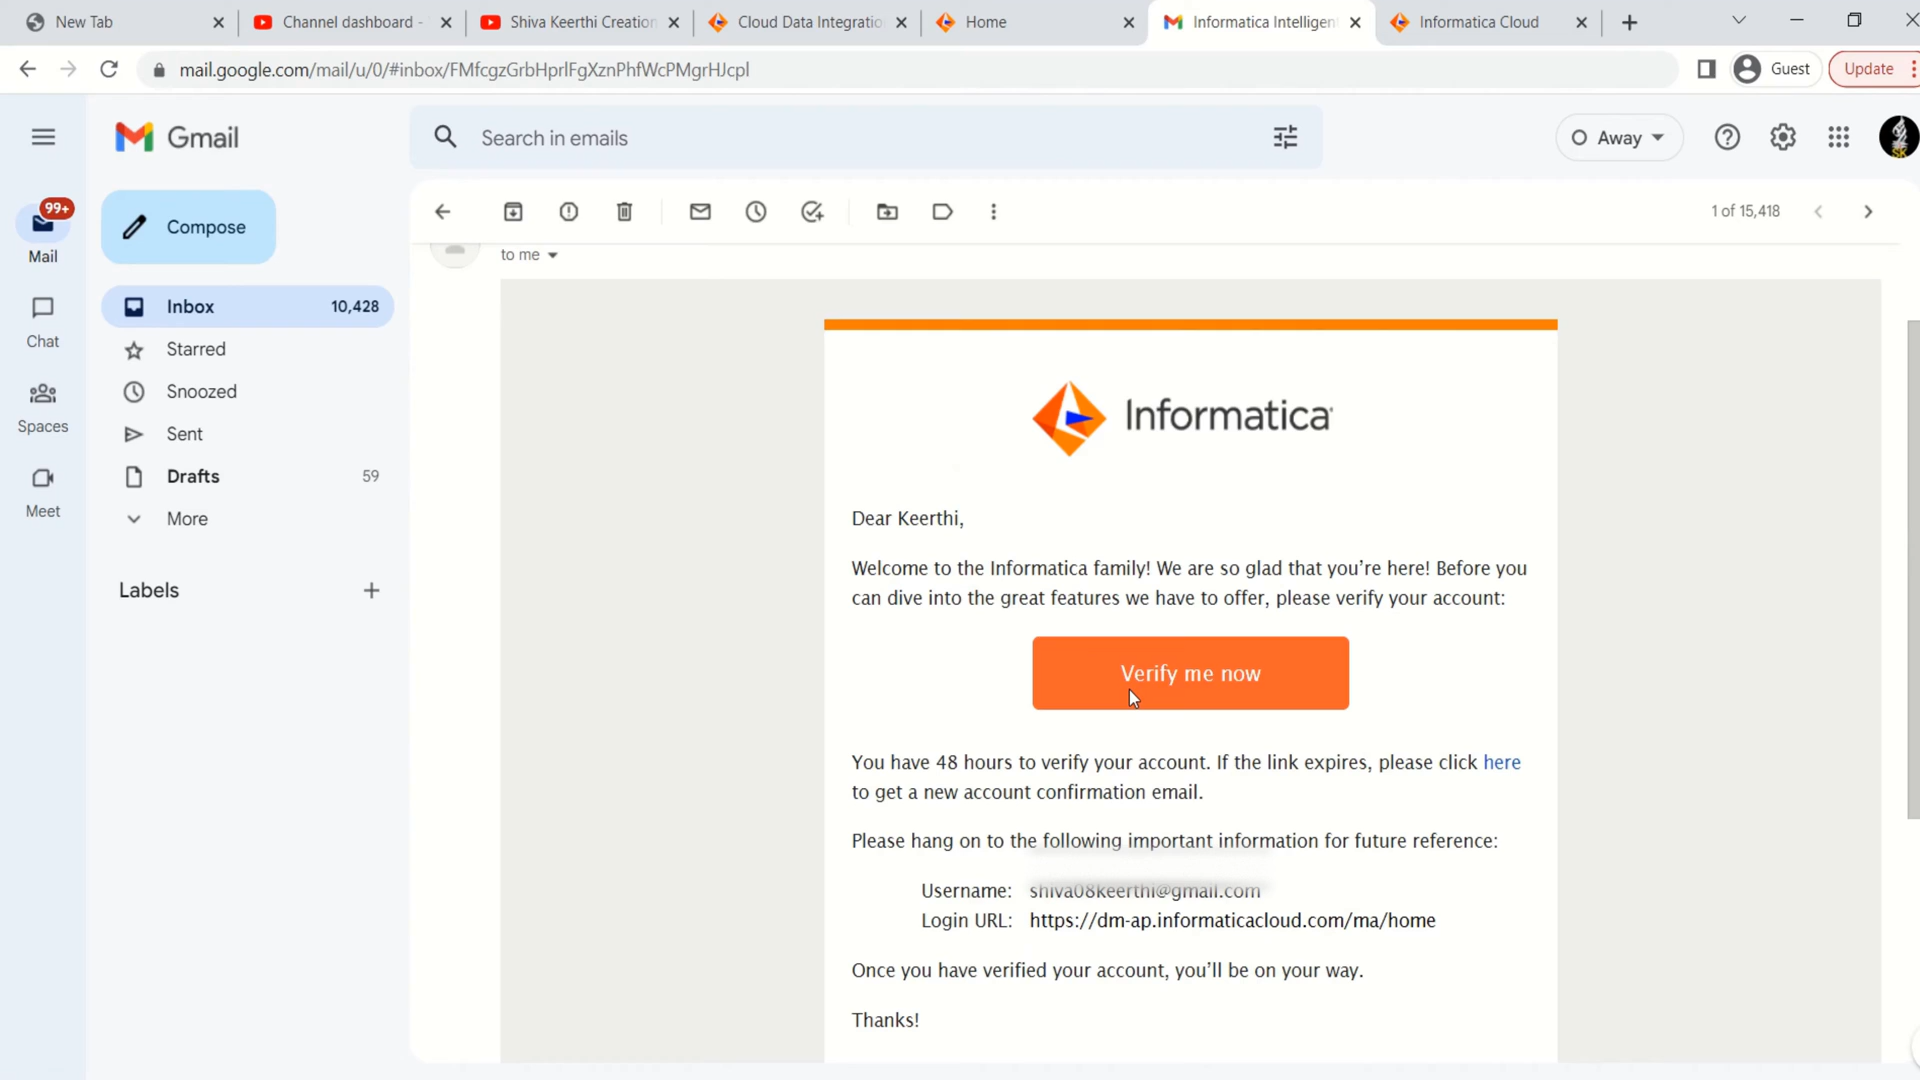 New Tab
Channel dashboard -
Shiva Keerthi Creation
Cloud Data Integratio
Home
Informatica Intelligen
Informatica Cloud
mail.google.com/mail/u/0/#inbox/FMfcgzGrbHprlFgXznPhfWcPMgrHJcpl
Guest
Update
Gmail
Search in emails
Away
99+
Mail
Compose
1 of 15,418
to me
Inbox 10,428
Chat
Starred
Snoozed
Spaces
Sent
Drafts 59
Meet
More
Labels
Informatica
Dear Keerthi,
Welcome to the Informatica family! We are so glad that you’re here! Before you
can dive into the great features we have to offer, please verify your account:
Verify me now
You have 48 hours to verify your account. If the link expires, please click here
to get a new account confirmation email.
Please hang on to the following important information for future reference:
Username: shiva08keerthi@gmail.com
Login URL: https://dm-ap.informaticacloud.com/ma/home
Once you have verified your account, you’ll be on your way.
Thanks!